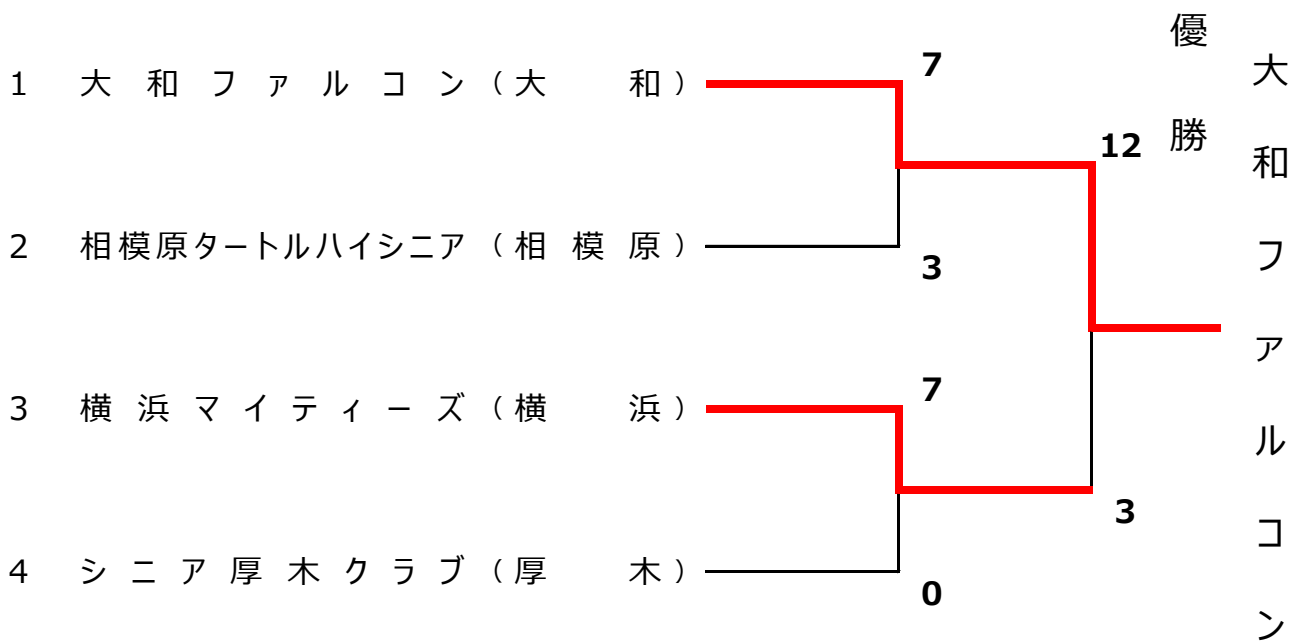 1 大和ファルコン(大和)
7
2 相模原タートルハイシニア(相模原)
3
12
3 横浜マイティーズ(横浜)
7
4 シニア厚木クラブ(厚木)
0
3
優勝
大和ファルコン